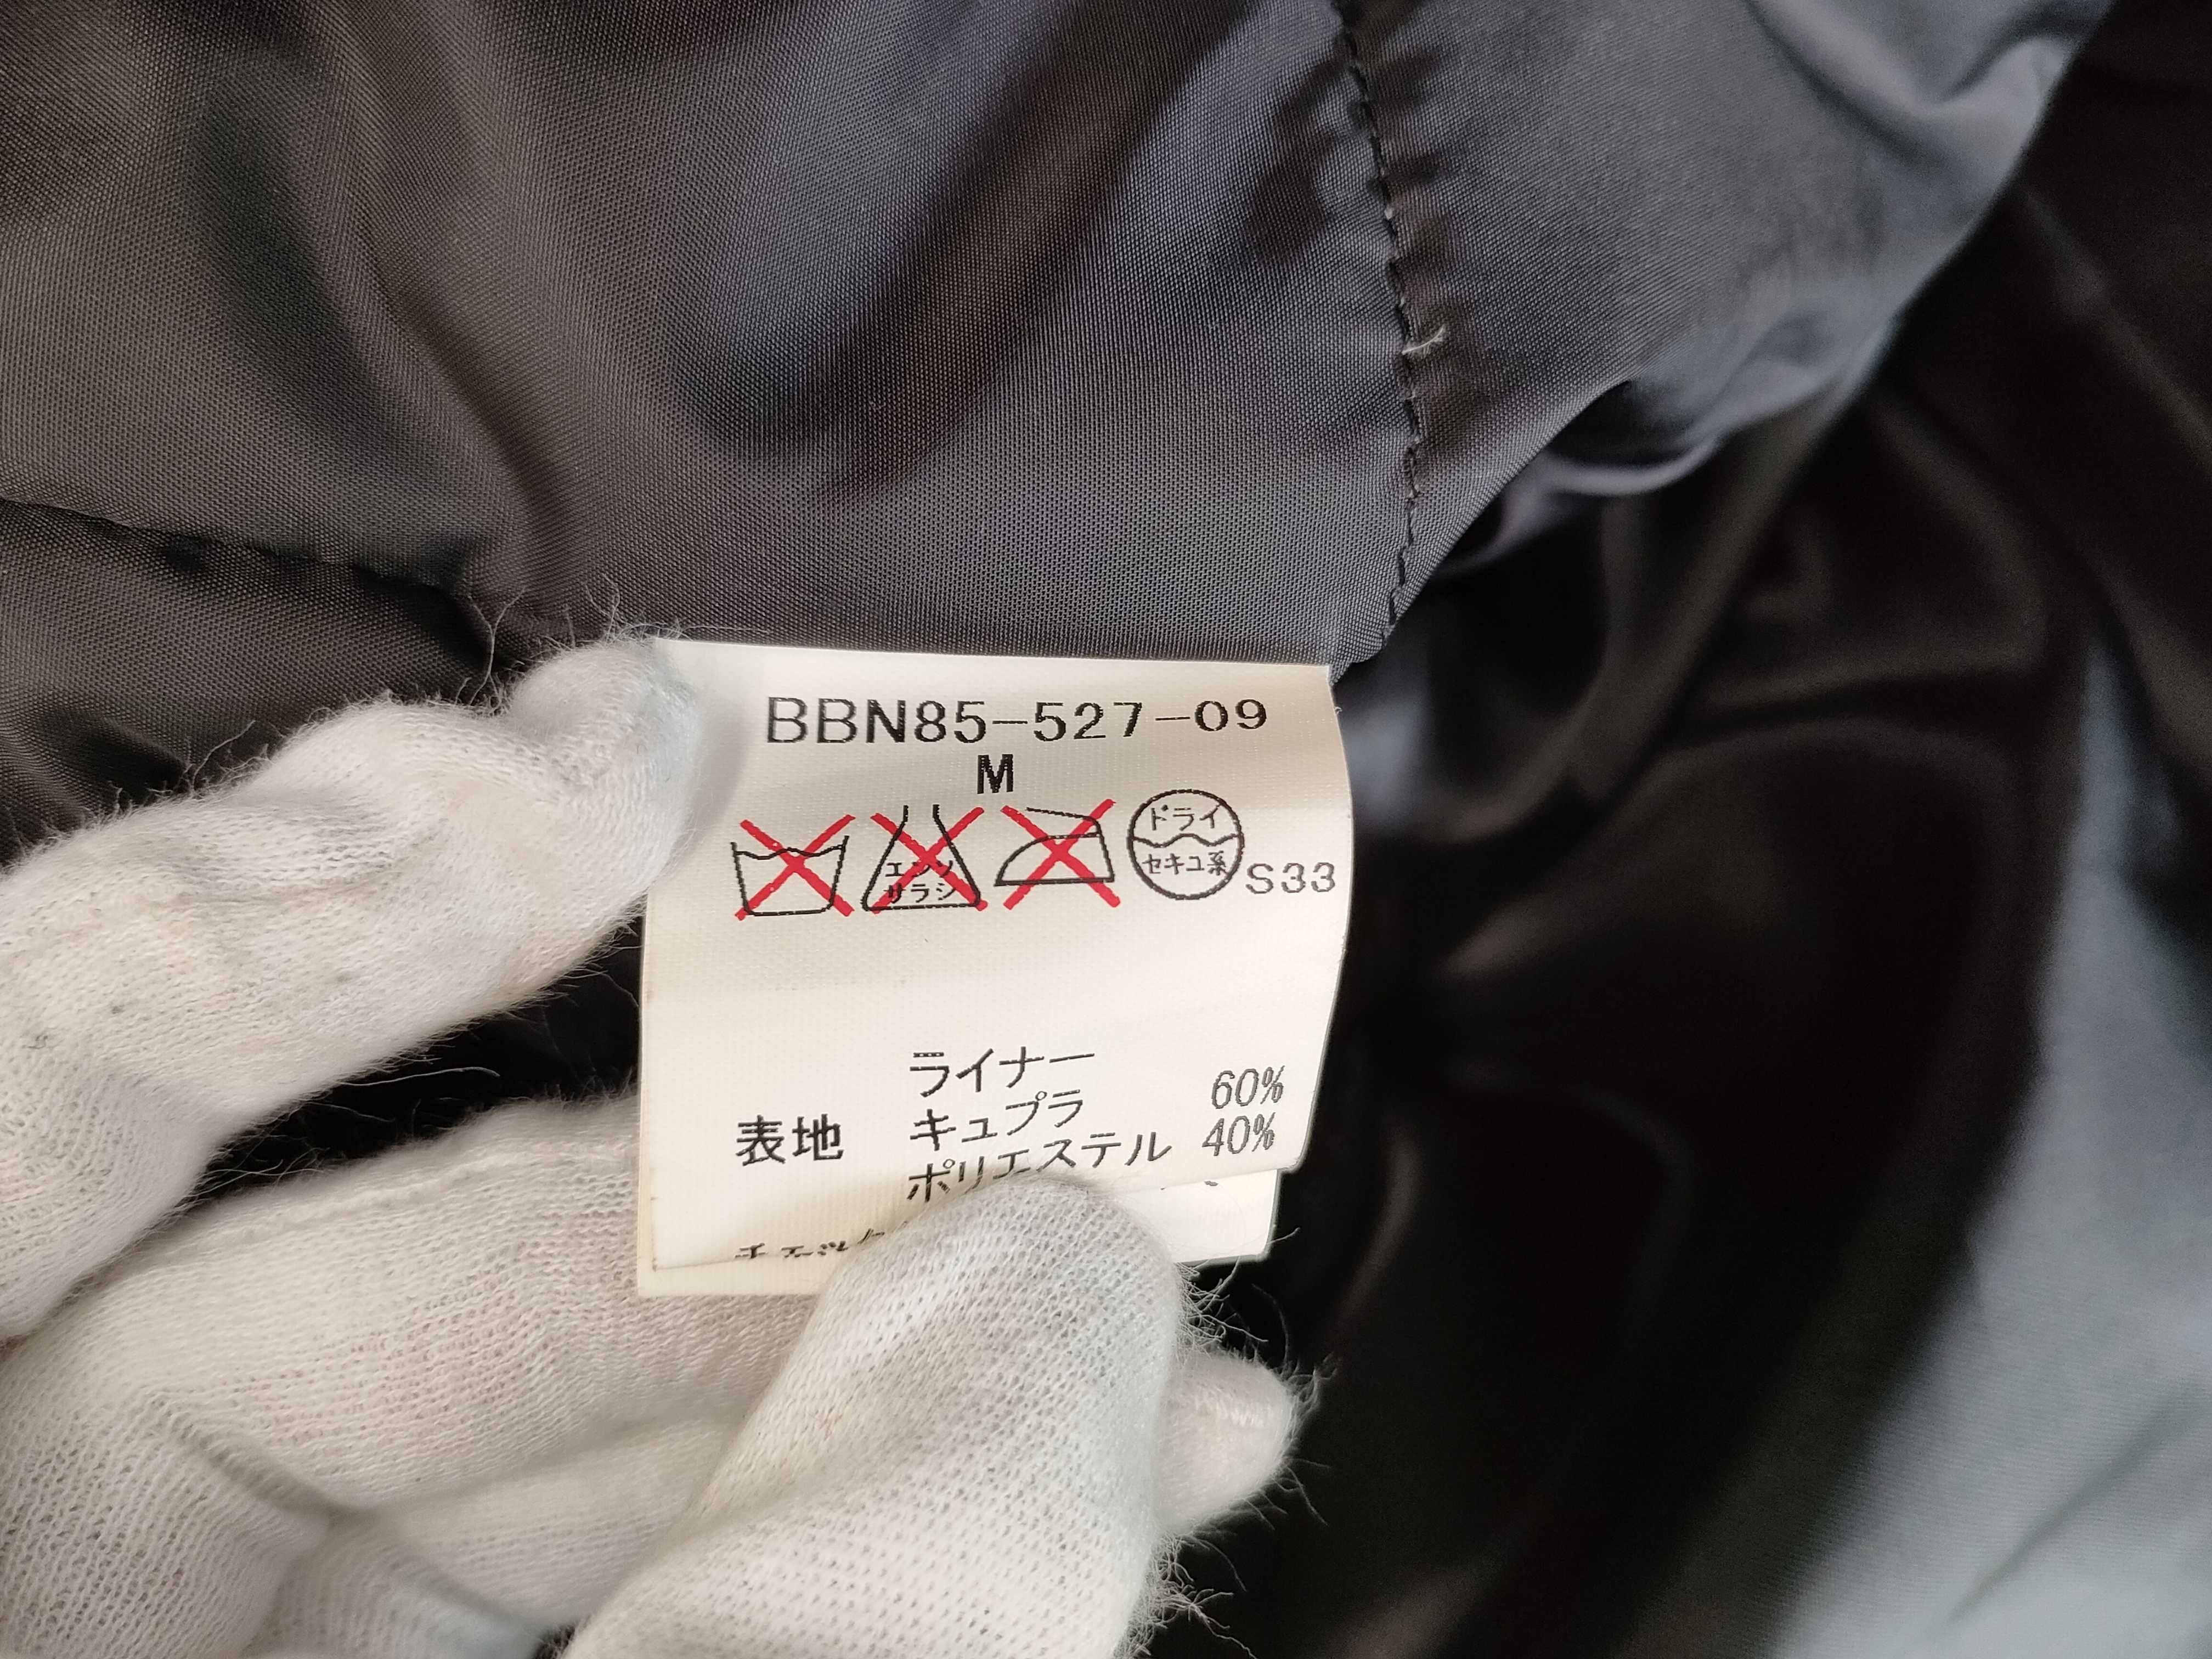 BBN85-527-09
M
エンソ
サラシ
ドライ
セキユ系
S33
ライナー
表地 キュプラ 60%
ポリエステル 40%